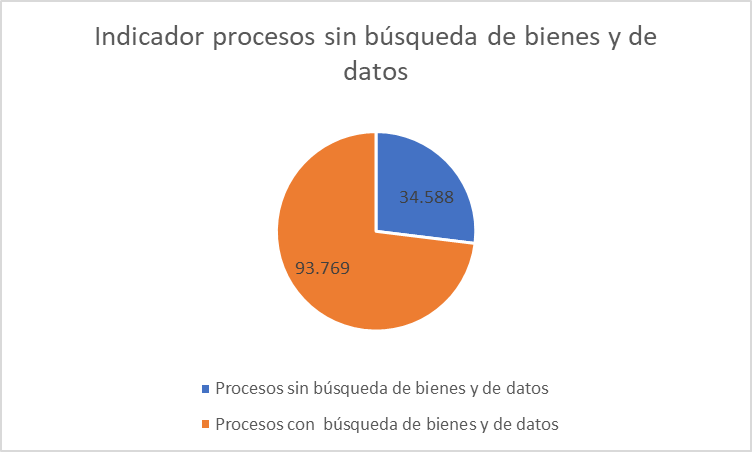 Indicador procesos sin búsqueda de bienes y de
datos
34.588
93.769
Procesos sin búsqueda de bienes y de datos
Procesos con  búsqueda de bienes y de datos